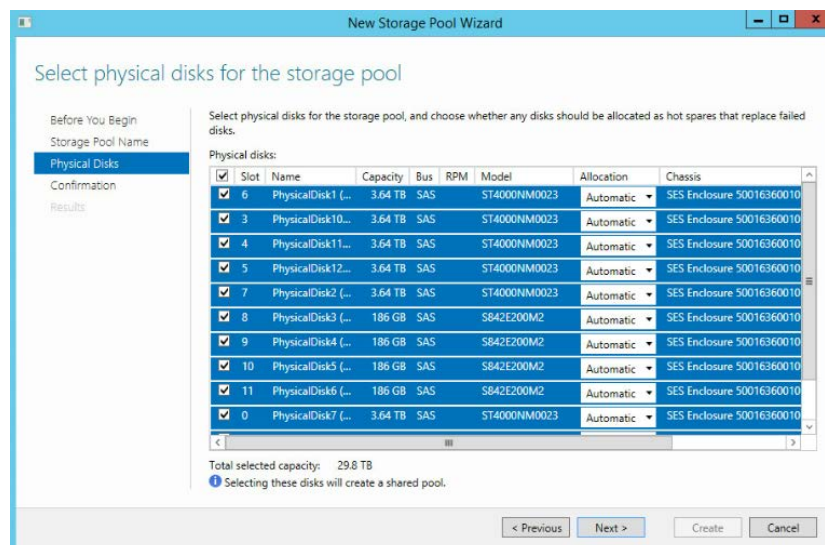 New Storage Pool Wizard
Select physical disks for the storage pool
Before You Begin
Storage Pool Name
Physical Disks
Confirmation
Results
Select physical disks for the storage pool, and choose whether any disks should be allocated as hot spares that replace failed
disks.
Physical disks:
Slot Name Capacity Bus RPM Model Allocation Chassis
6 PhysicalDisk1 (... 3.64 TB SAS ST4000NM0023 Automatic SES Enclosure 50016360010
3 PhysicalDisk10... 3.64 TB SAS ST4000NM0023 Automatic SES Enclosure 50016360010
4 PhysicalDisk11... 3.64 TB SAS ST4000NM0023 Automatic SES Enclosure 50016360010
5 PhysicalDisk12... 3.64 TB SAS ST4000NM0023 Automatic SES Enclosure 50016360010
7 PhysicalDisk2 (... 3.64 TB SAS ST4000NM0023 Automatic SES Enclosure 50016360010
8 PhysicalDisk3 (... 186 GB SAS S842E200M2 Automatic SES Enclosure 50016360010
9 PhysicalDisk4 (... 186 GB SAS S842E200M2 Automatic SES Enclosure 50016360010
10 PhysicalDisk5 (... 186 GB SAS S842E200M2 Automatic SES Enclosure 50016360010
11 PhysicalDisk6 (... 186 GB SAS S842E200M2 Automatic SES Enclosure 50016360010
0 PhysicalDisk7 (... 3.64 TB SAS ST4000NM0023 Automatic SES Enclosure 50016360010
Total selected capacity: 29.8 TB
Selecting these disks will create a shared pool.
< Previous Next > Create Cancel